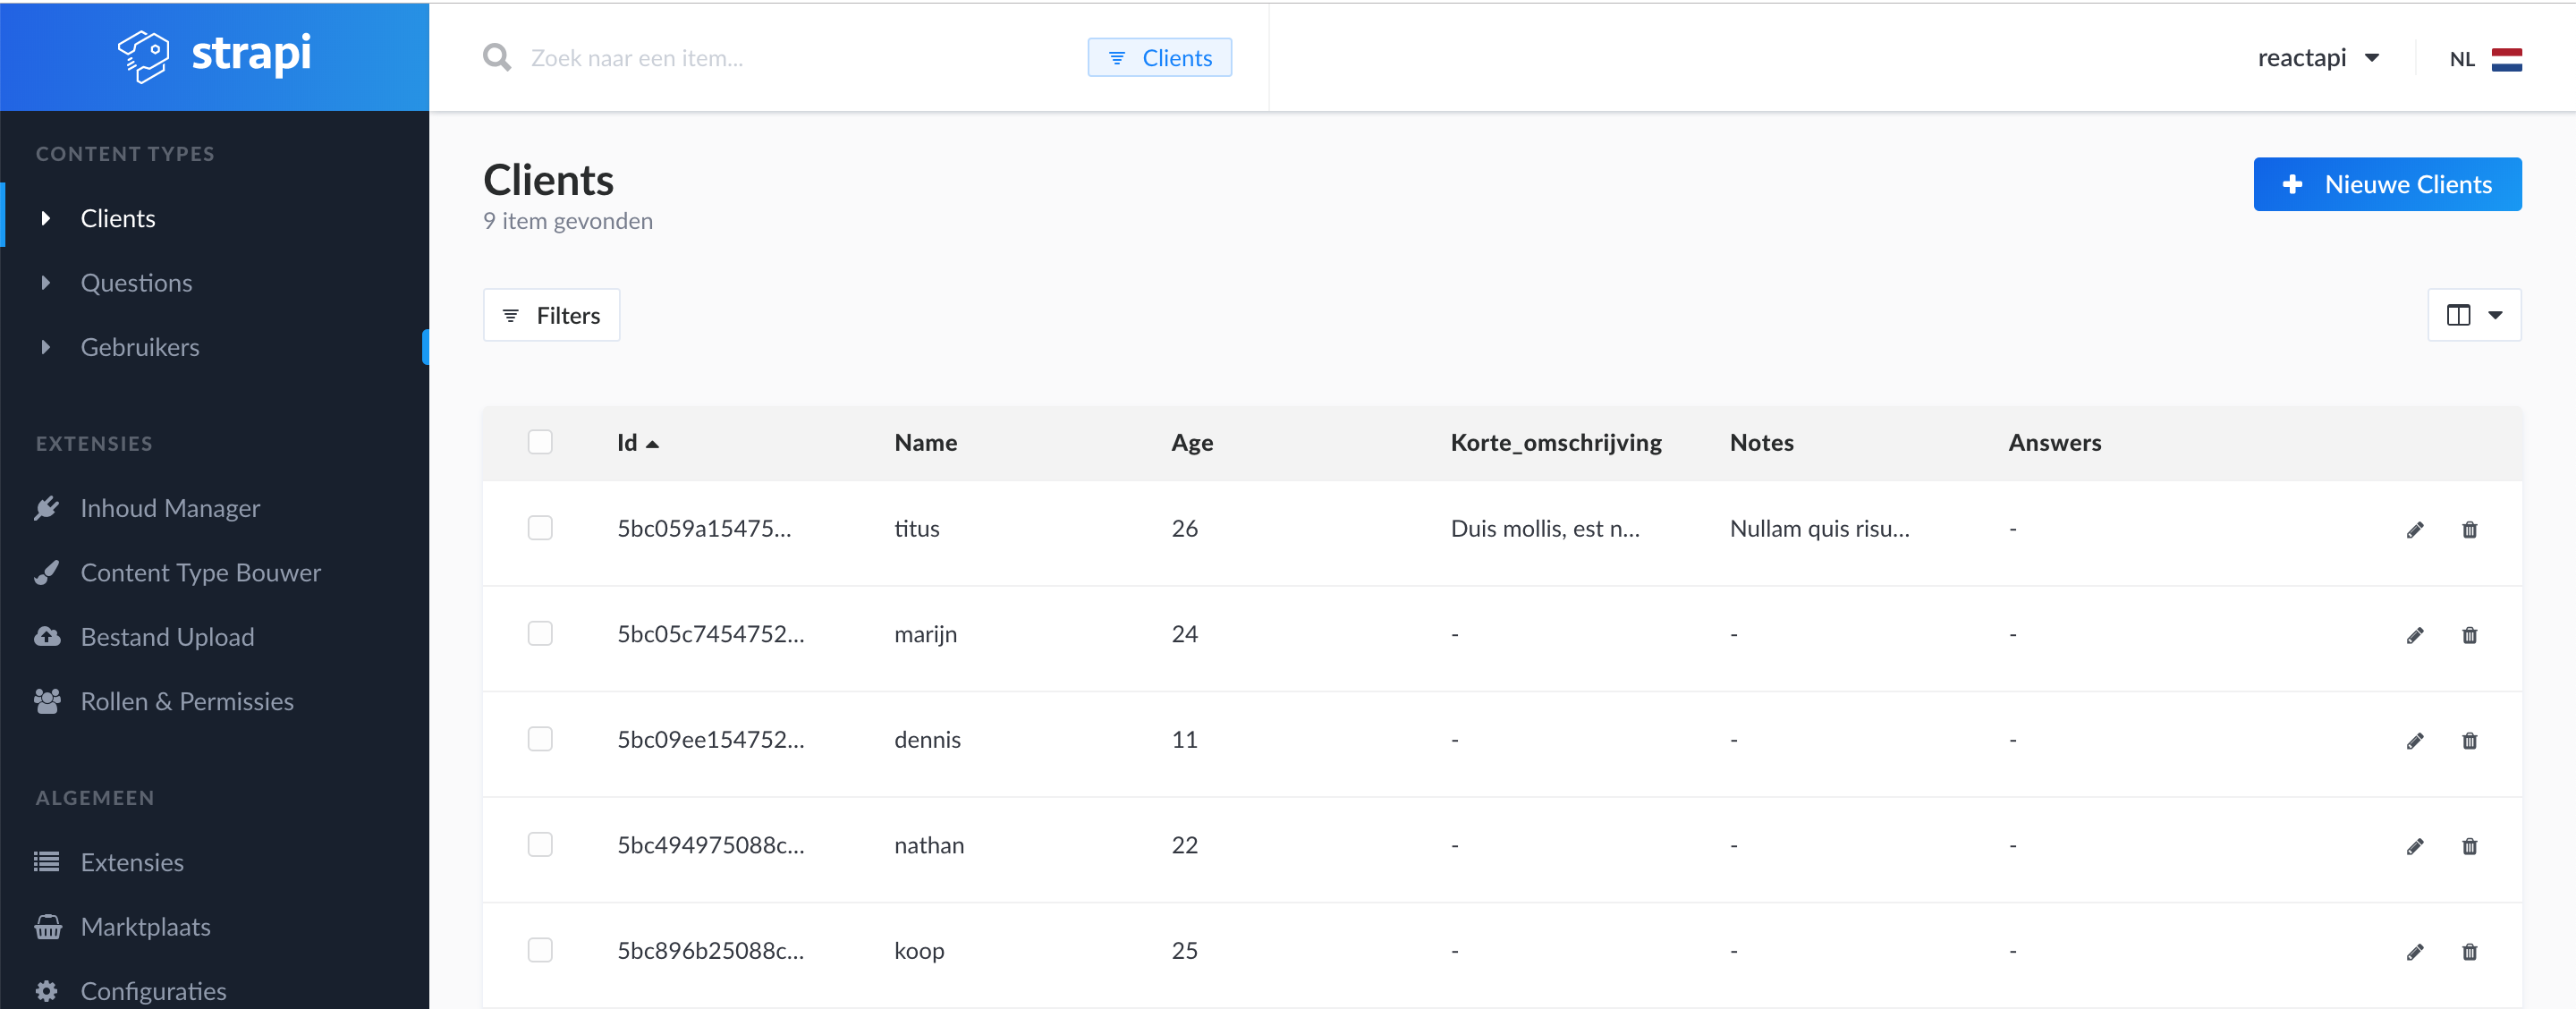 strapi
Zoek naar een item...
Clients
reactapi
NL
CONTENT TYPES
Clients
Questions
Gebruikers
EXTENSIES
Inhoud Manager
Content Type Bouwer
Bestand Upload
Rollen & Permissies
ALGEMEEN
Extensies
Marktplaats
Configuraties
Clients
9 item gevonden
Nieuwe Clients
Filters
Id Name Age Korte_omschrijving Notes Answers
5bc059a15475... titus 26 Duis mollis, est n... Nullam quis risu... -
5bc05c7454752... marijn 24 - - -
5bc09ee154752... dennis 11 - - -
5bc494975088c... nathan 22 - - -
5bc896b25088c... koop 25 - - -